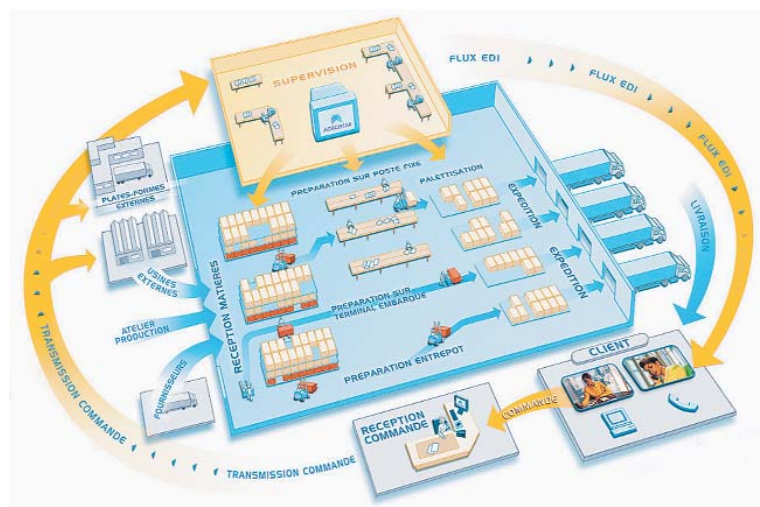 SUPERVISION
AGROSTAR
FLUX EDI
FLUX EDI
FLUX EDI
PLATES-FORMES
EXTERNES
USINES
EXTERNES
ATELIER
PRODUCTION
FOURNISSEURS
RECEPTION MATIERES
PREPARATION SUR POSTE FIXE
PALETTISATION
EXPEDITION
EXPEDITION
PREPARATION SUR
TERMINAL EMBARQUE
PREPARATION ENTREPOT
LIVRAISON
CLIENT
COMMANDE
RECEPTION
COMMANDE
TRANSMISSION COMMANDE
TRANSMISSION COMMANDE